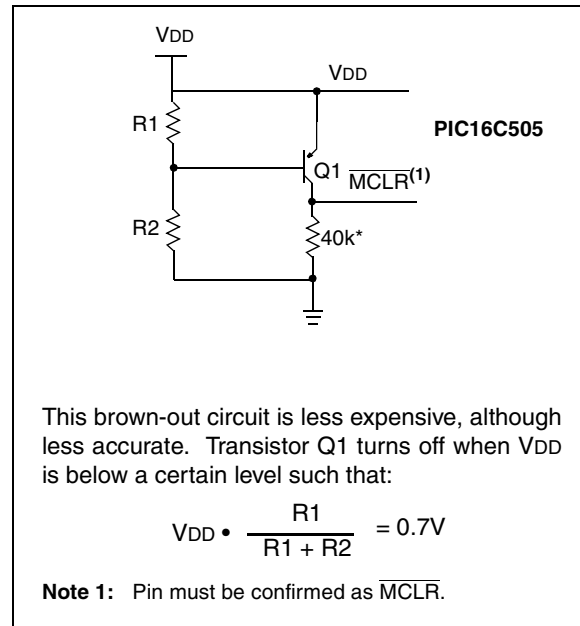 VDD
VDD
R1
PIC16C505
Q1 MCLR(1)
R2
40k*
This brown-out circuit is less expensive, although
less accurate. Transistor Q1 turns off when VDD
is below a certain level such that:
VDD • R1 / R1 + R2 = 0.7V
Note 1: Pin must be confirmed as MCLR.